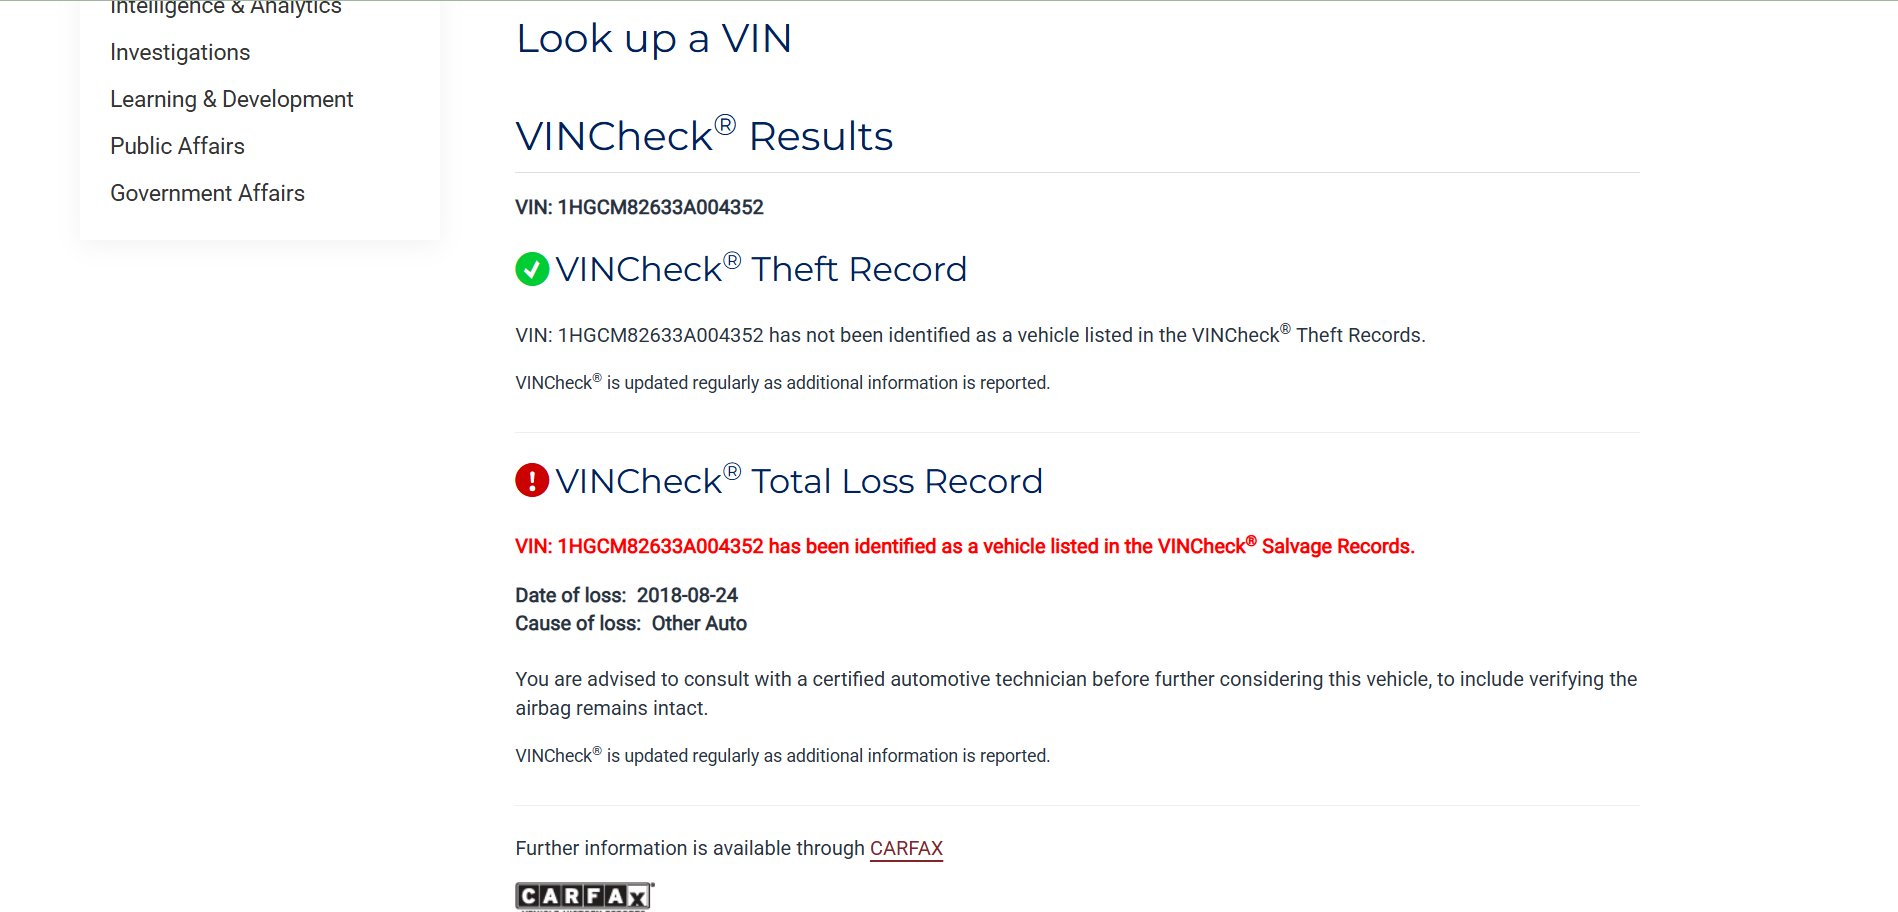 Intelligence & Analytics
Investigations
Learning & Development
Public Affairs
Government Affairs
Look up a VIN
VINCheck® Results
VIN: 1HGCM82633A004352
VINCheck® Theft Record
VIN: 1HGCM82633A004352 has not been identified as a vehicle listed in the VINCheck® Theft Records.
VINCheck® is updated regularly as additional information is reported.
VINCheck® Total Loss Record
VIN: 1HGCM82633A004352 has been identified as a vehicle listed in the VINCheck® Salvage Records.
Date of loss: 2018-08-24
Cause of loss: Other Auto
You are advised to consult with a certified automotive technician before further considering this vehicle, to include verifying the
airbag remains intact.
VINCheck® is updated regularly as additional information is reported.
Further information is available through CARFAX
CARFAX